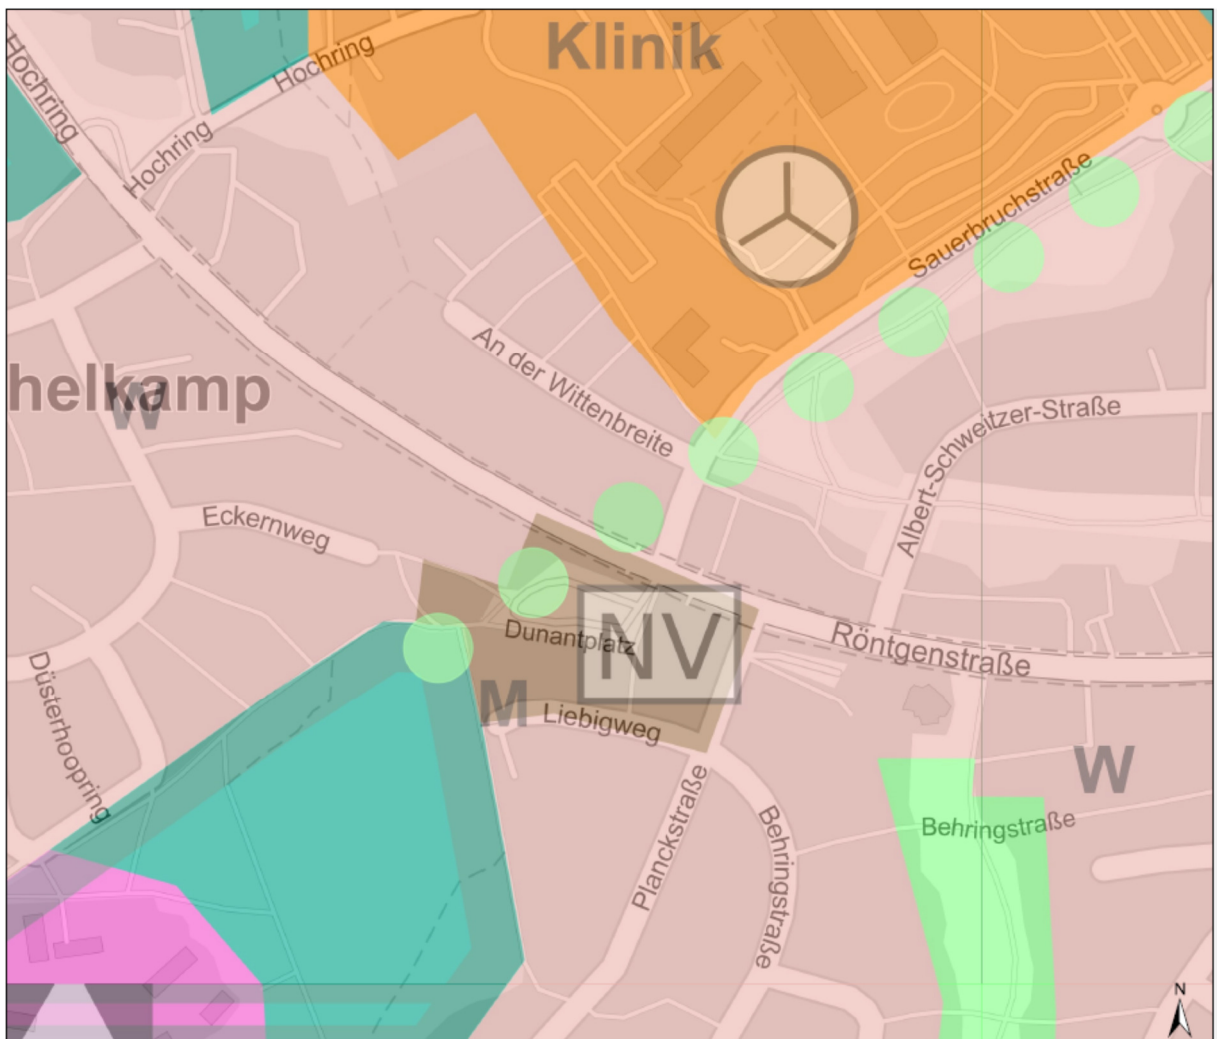 Klinik
Hochring
Hochring
Hochring
Sauerbruchstraße
An der Wittenbreite
helkamp
W
Albert-Schweitzer-Straße
Eckernweg
Dunantplatz
NV
Röntgenstraße
M
Liebigweg
Düsterhoopring
W
Planckstraße
Behringstraße
Behringstraße
N